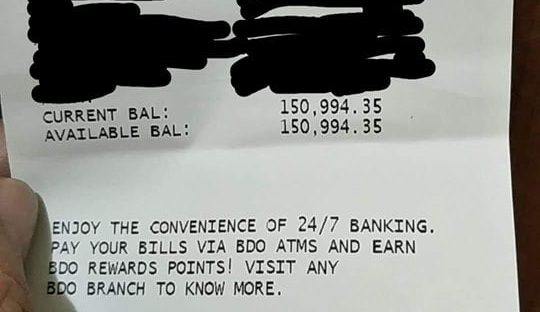 CURRENT BAL: 150,994.35
AVAILABLE BAL: 150,994.35
ENJOY THE CONVENIENCE OF 24/7 BANKING.
PAY YOUR BILLS VIA BDO ATMS AND EARN
BDO REWARDS POINTS! VISIT ANY
BDO BRANCH TO KNOW MORE.